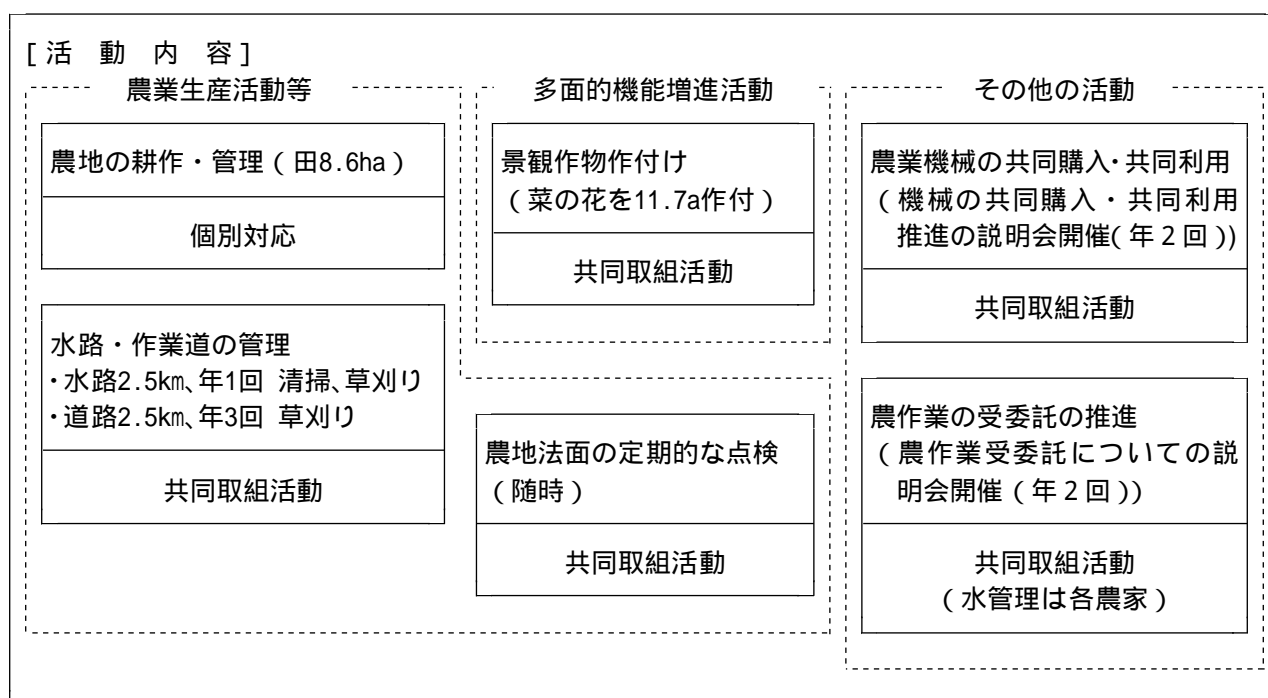 [活 動 内 容]
農業生産活動等
農地の耕作・管理(田8.6ha)
個別対応
水路・作業道の管理
・水路2.5km、年1回 清掃、草刈り
・道路2.5km、年3回 草刈り
共同取組活動
農地法面の定期的な点検
(随時)
共同取組活動
多面的機能増進活動
景観作物作付け
(菜の花を11.7a作付)
共同取組活動
その他の活動
農業機械の共同購入・共同利用
(機械の共同購入・共同利用
推進の説明会開催(年2回))
共同取組活動
農作業の受委託の推進
(農作業受委託についての説
明会開催(年2回))
共同取組活動
(水管理は各農家)